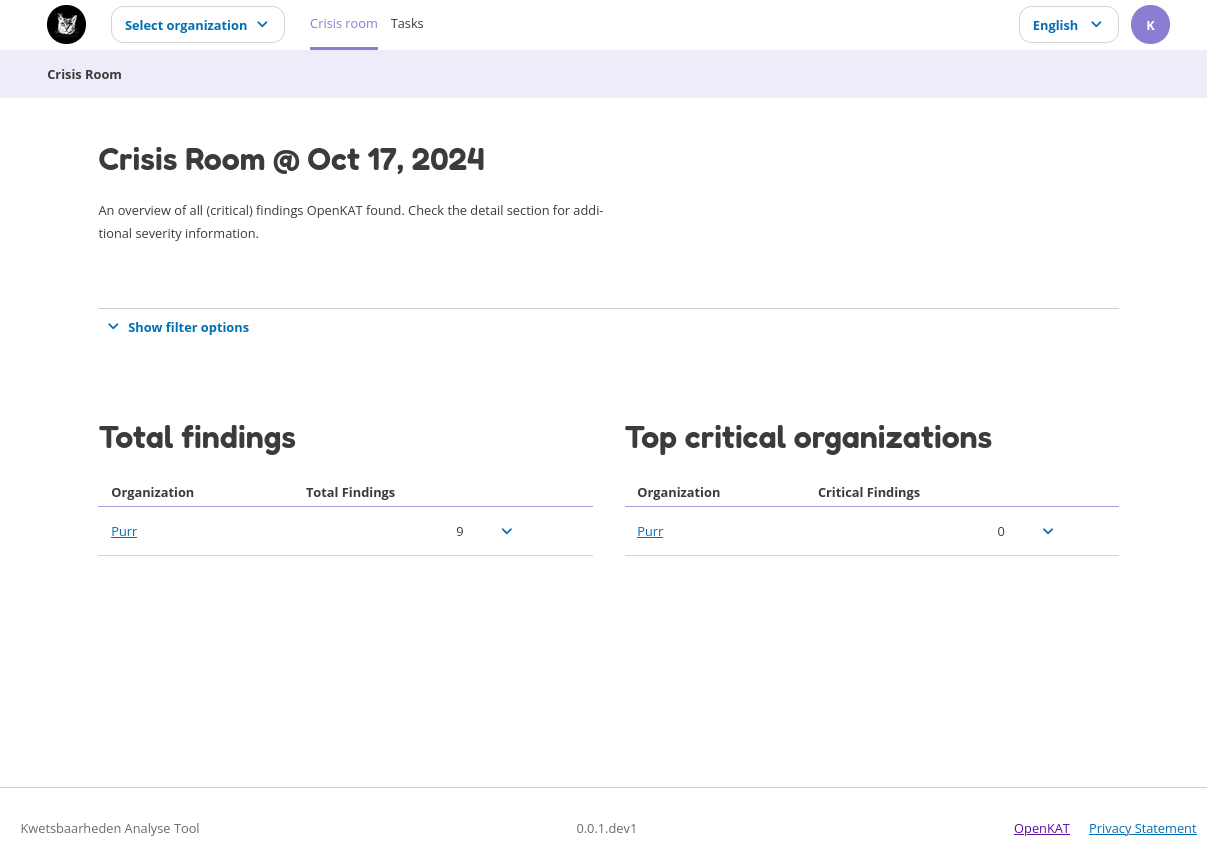 Select organization
Crisis room
Tasks
English
K
Crisis Room
Crisis Room @ Oct 17, 2024
An overview of all (critical) findings OpenKAT found. Check the detail section for addi-
tional severity information.
Show filter options
Total findings
Organization Total Findings
Purr 9
Top critical organizations
Organization Critical Findings
Purr 0
Kwetsbaarheden Analyse Tool
0.0.1.dev1
OpenKAT
Privacy Statement